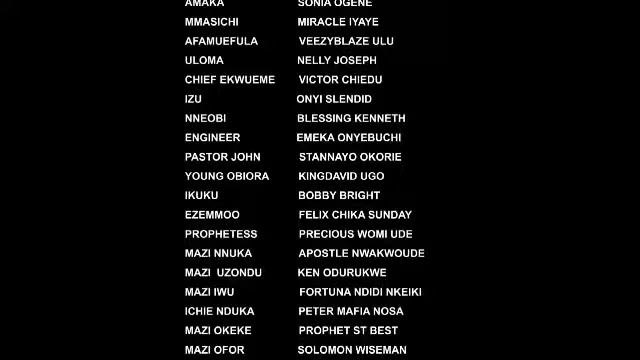 AMAKA SONIA OGENE
MMASICHI MIRACLE IYAYE
AFAMUEFULA VEEZYBLAZE ULU
ULOMA NELLY JOSEPH
CHIEF EKWUEME VICTOR CHIEDU
IZU ONYI SLENDID
NNEOBI BLESSING KENNETH
ENGINEER EMEKA ONYEBUCHI
PASTOR JOHN STANNAYO OKORIE
YOUNG OBIORA KINGDAVID UGO
IKUKU BOBBY BRIGHT
EZEMMOO FELIX CHIKA SUNDAY
PROPHETESS PRECIOUS WOMI UDE
MAZI NNUKA APOSTLE NWAKWOUDE
MAZI UZONDU KEN ODURUKWE
MAZI IWU FORTUNA NDIDI NKEIKI
ICHIE NDUKA PETER MAFIA NOSA
MAZI OKEKE PROPHET ST BEST
MAZI OFOR SOLOMON WISEMAN